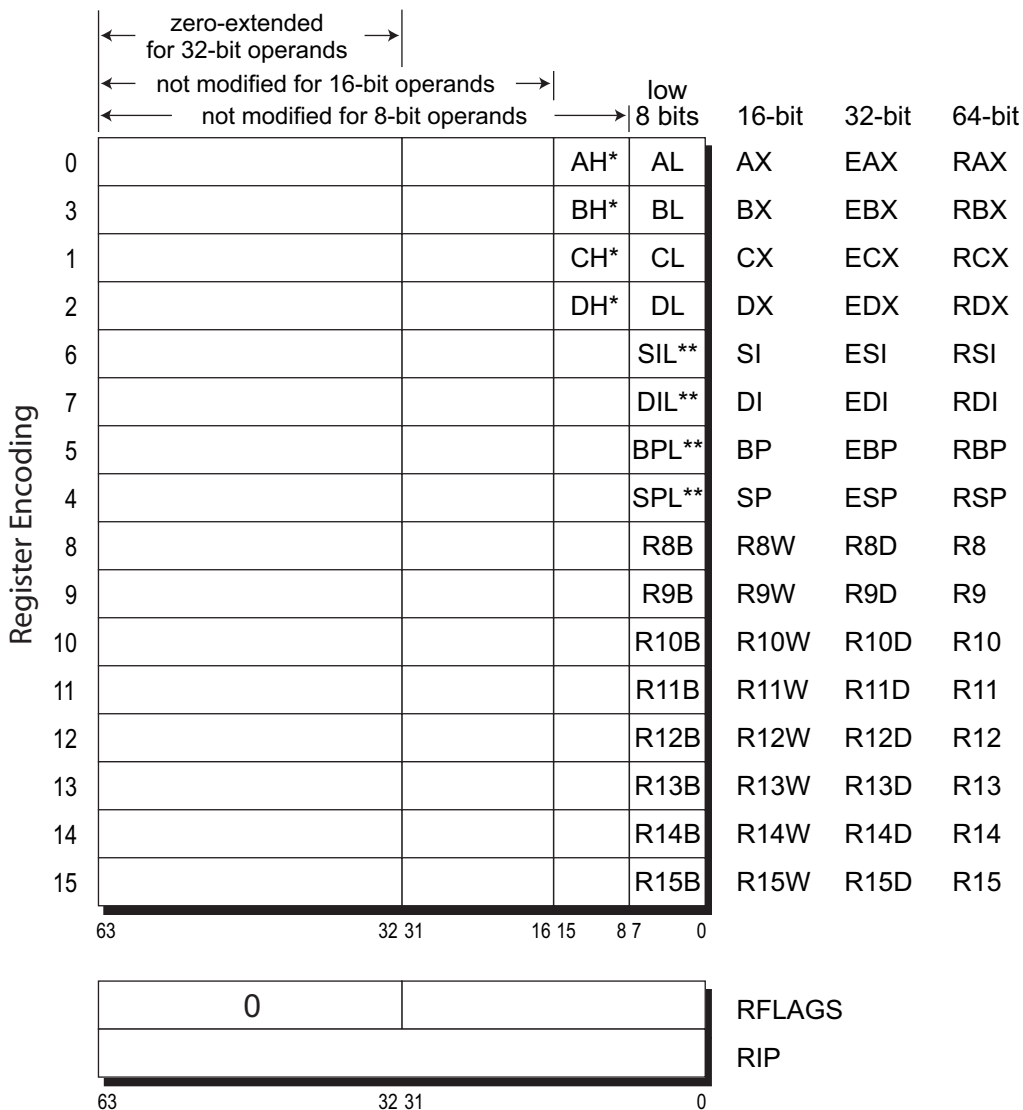 zero-extended
for 32-bit operands
not modified for 16-bit operands
low
not modified for 8-bit operands 8 bits 16-bit 32-bit 64-bit
Register Encoding
0 AH* AL AX EAX RAX
3 BH* BL BX EBX RBX
1 CH* CL CX ECX RCX
2 DH* DL DX EDX RDX
6 SIL** SI ESI RSI
7 DIL** DI EDI RDI
5 BPL** BP EBP RBP
4 SPL** SP ESP RSP
8 R8B R8W R8D R8
9 R9B R9W R9D R9
10 R10B R10W R10D R10
11 R11B R11W R11D R11
12 R12B R12W R12D R12
13 R13B R13W R13D R13
14 R14B R14W R14D R14
15 R15B R15W R15D R15
63 32 31 16 15 8 7 0
0 RFLAGS
RIP
63 32 31 0